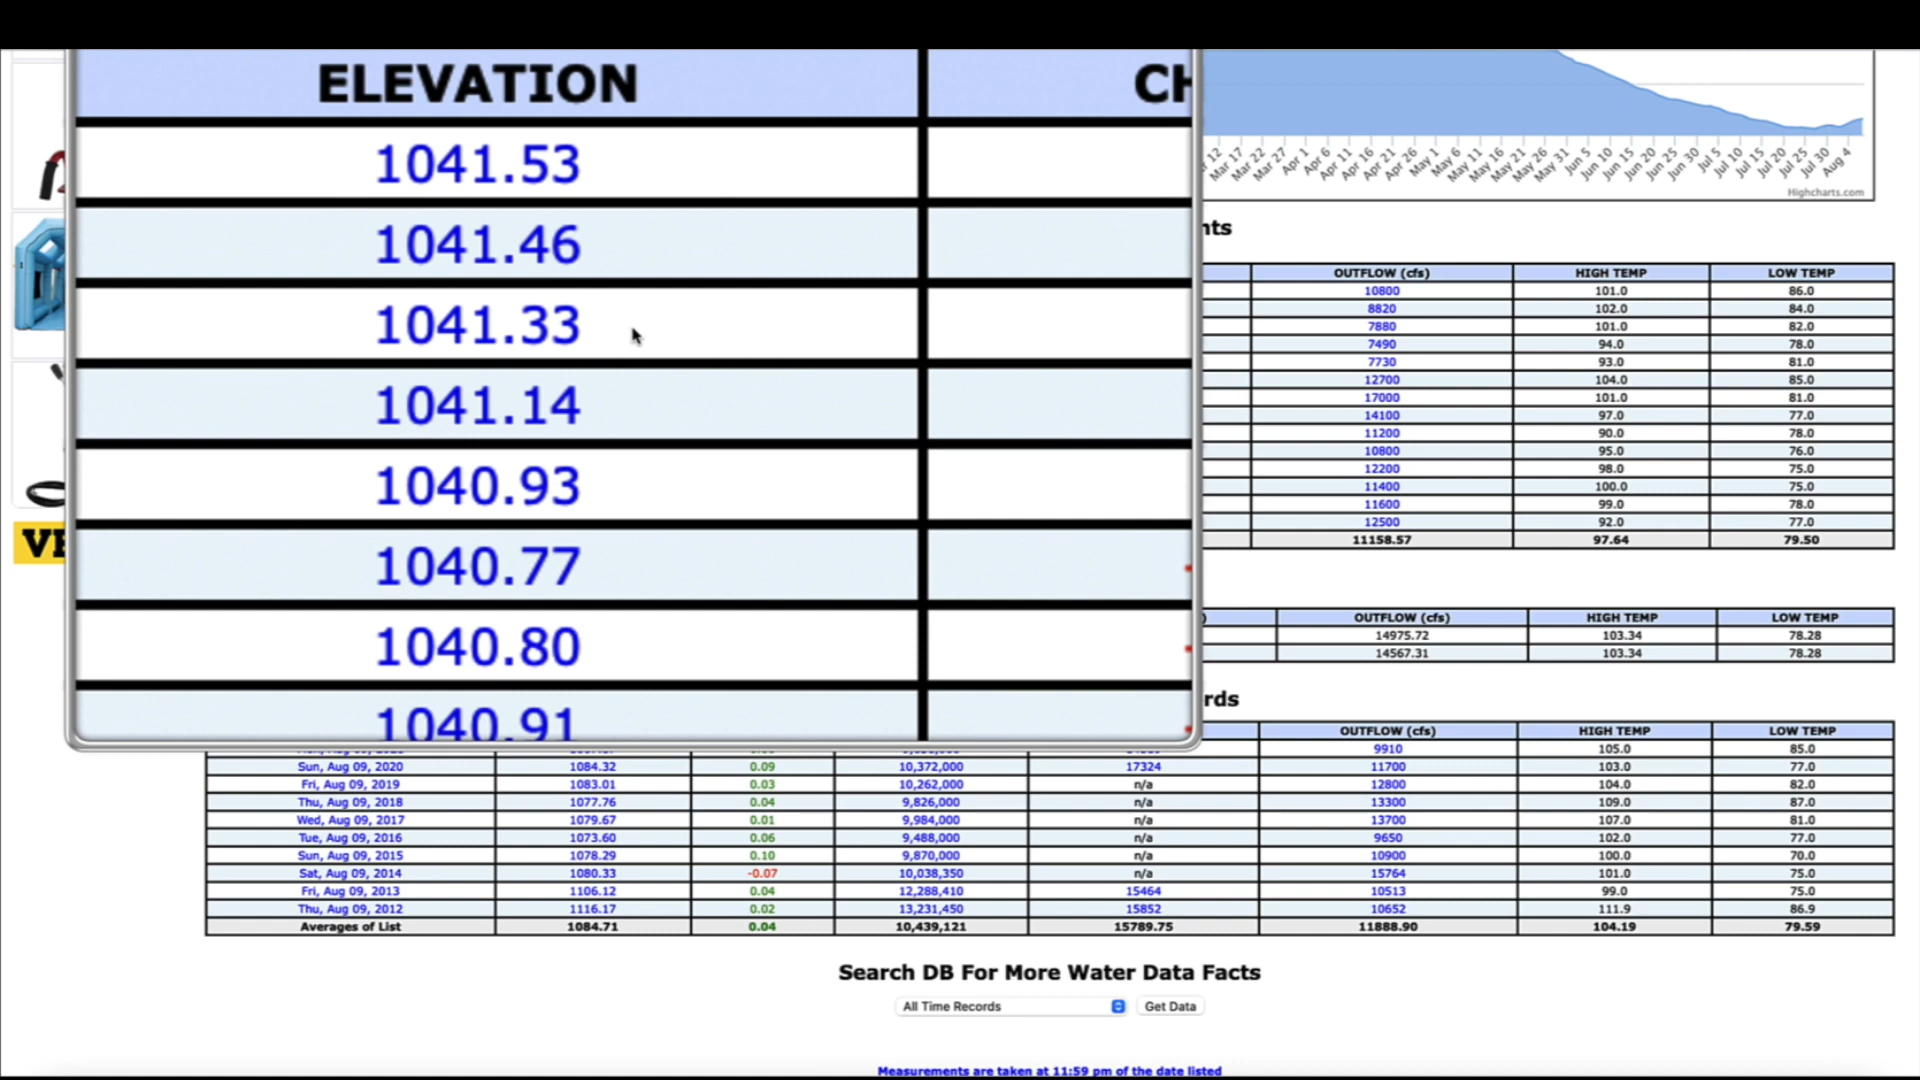 ELEVATION CH
1041.53
1041.46
1041.33
1041.14
1040.93
1040.77
1040.80
1040.91
VE
Mar 17 Mar 22 Mar 27 Apr 1 Apr 6 Apr 11 Apr 16 Apr 21 Apr 26 May 1 May 6 May 11 May 16 May 21 May 26 May 31 Jun 5 Jun 10 Jun 15 Jun 20 Jun 25 Jun 30 Jul 5 Jul 10 Jul 15 Jul 20 Jul 25 Jul 30 Aug 4
Highcharts.com
nts
OUTFLOW (cfs) HIGH TEMP LOW TEMP
10800 101.0 86.0
8820 102.0 84.0
7880 101.0 82.0
7490 94.0 78.0
7730 93.0 81.0
12700 104.0 85.0
17000 101.0 81.0
14100 97.0 77.0
11200 90.0 78.0
10800 95.0 76.0
12200 98.0 75.0
11400 100.0 75.0
11600 99.0 78.0
12500 92.0 77.0
11158.57 97.64 79.50
) OUTFLOW (cfs) HIGH TEMP LOW TEMP
14975.72 103.34 78.28
14567.31 103.34 78.28
rds
OUTFLOW (cfs) HIGH TEMP LOW TEMP
9910 105.0 85.0
Sun, Aug 09, 2020 1084.32 0.09 10,372,000 17324 11700 103.0 77.0
Fri, Aug 09, 2019 1083.01 0.03 10,262,000 n/a 12800 104.0 82.0
Thu, Aug 09, 2018 1077.76 0.04 9,826,000 n/a 13300 109.0 87.0
Wed, Aug 09, 2017 1079.67 0.01 9,984,000 n/a 13700 107.0 81.0
Tue, Aug 09, 2016 1073.60 0.06 9,488,000 n/a 9650 102.0 77.0
Sun, Aug 09, 2015 1078.29 0.10 9,870,000 n/a 10900 100.0 70.0
Sat, Aug 09, 2014 1080.33 -0.07 10,038,350 n/a 15764 101.0 75.0
Fri, Aug 09, 2013 1106.12 0.04 12,288,410 15464 10513 99.0 75.0
Thu, Aug 09, 2012 1116.17 0.02 13,231,450 15852 10652 111.9 86.9
Averages of List 1084.71 0.04 10,439,121 15789.75 11888.90 104.19 79.59
Search DB For More Water Data Facts
All Time Records Get Data
Measurements are taken at 11:59 pm of the date listed